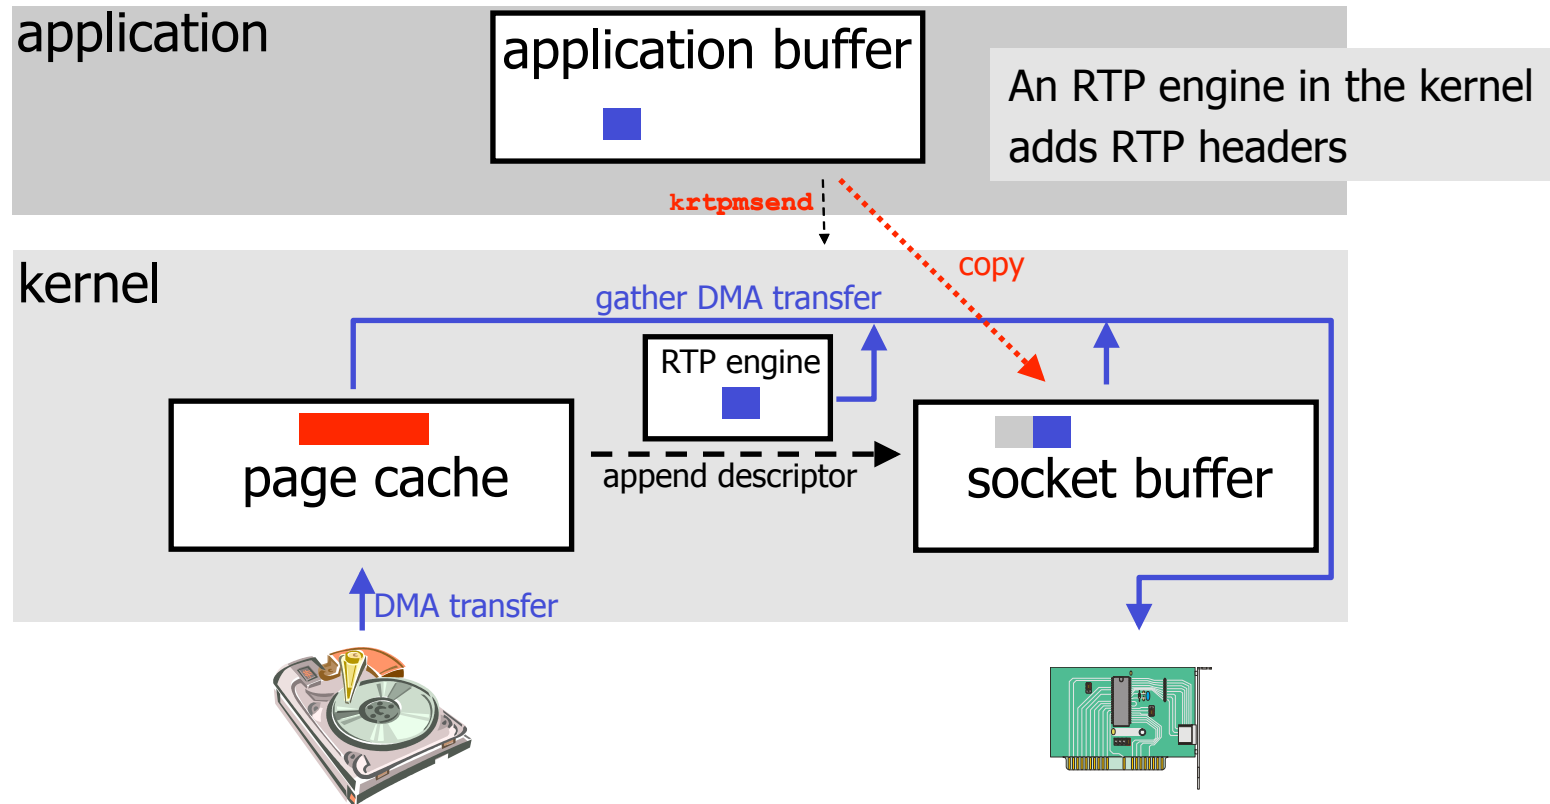 application
application buffer
An RTP engine in the kernel
adds RTP headers
krtpmsend
copy
kernel
gather DMA transfer
RTP engine
page cache
append descriptor
socket buffer
DMA transfer